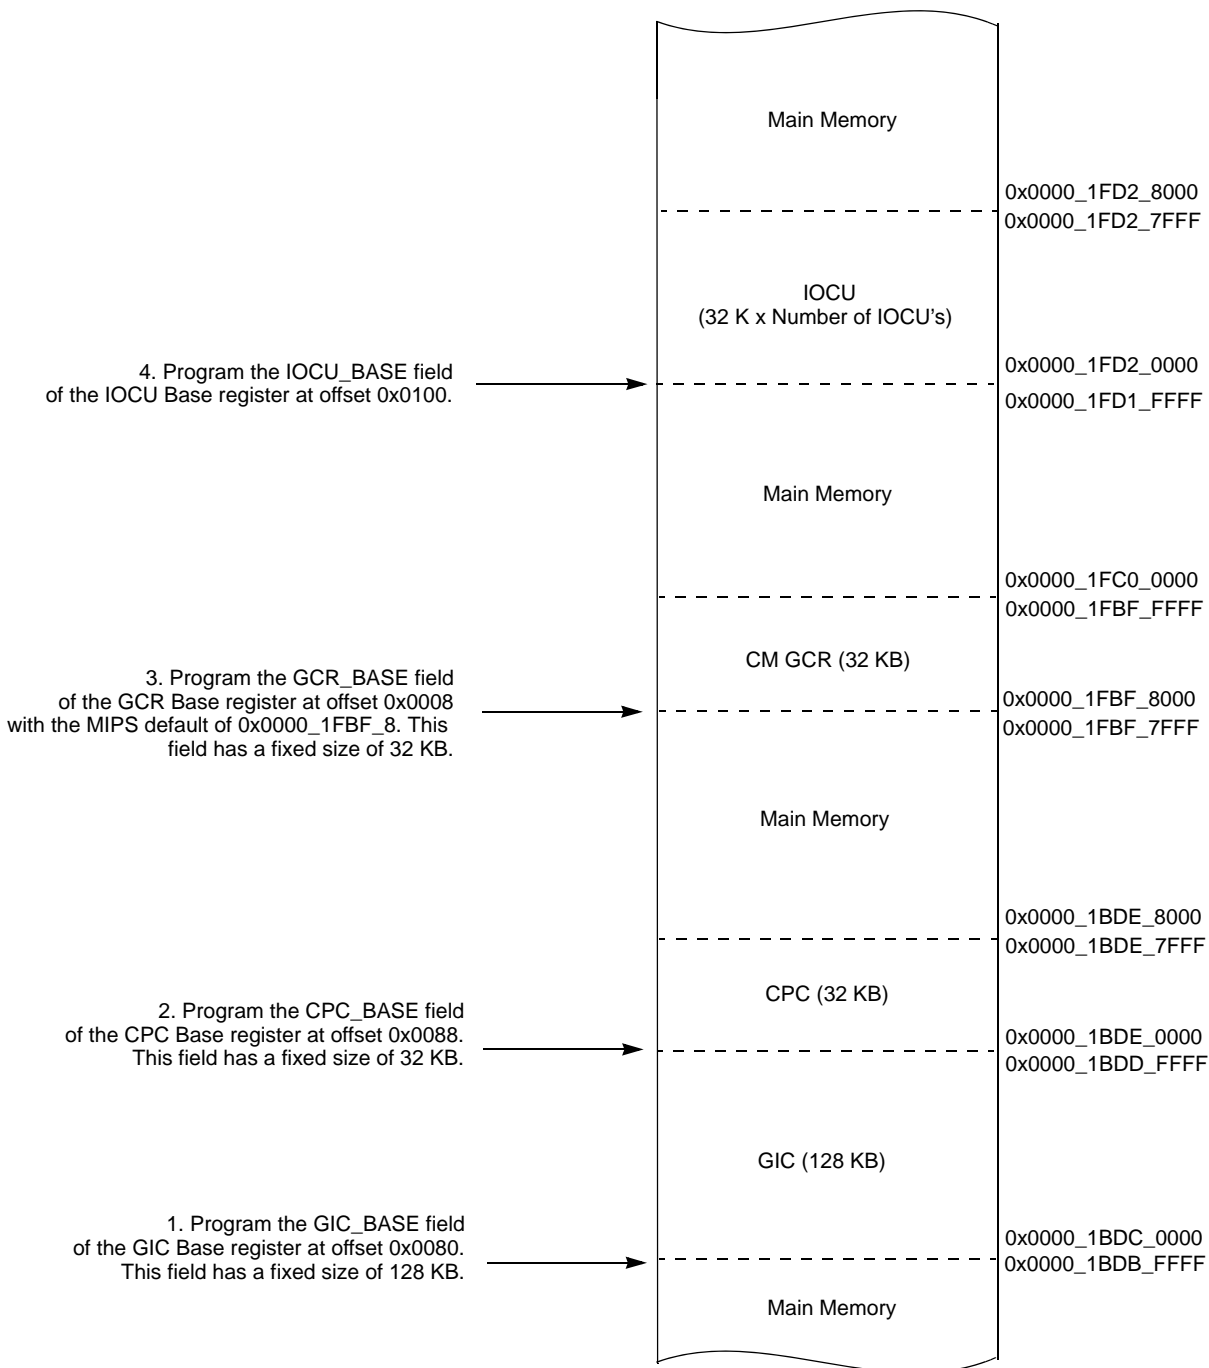 Main Memory
0x0000_1FD2_8000
0x0000_1FD2_7FFF
IOCU
(32 K x Number of IOCU's)
4. Program the IOCU_BASE field
of the IOCU Base register at offset 0x0100.
0x0000_1FD2_0000
0x0000_1FD1_FFFF
Main Memory
0x0000_1FC0_0000
0x0000_1FBF_FFFF
CM GCR (32 KB)
3. Program the GCR_BASE field
of the GCR Base register at offset 0x0008
with the MIPS default of 0x0000_1FBF_8. This
field has a fixed size of 32 KB.
0x0000_1FBF_8000
0x0000_1FBF_7FFF
Main Memory
0x0000_1BDE_8000
0x0000_1BDE_7FFF
CPC (32 KB)
2. Program the CPC_BASE field
of the CPC Base register at offset 0x0088.
This field has a fixed size of 32 KB.
0x0000_1BDE_0000
0x0000_1BDD_FFFF
GIC (128 KB)
1. Program the GIC_BASE field
of the GIC Base register at offset 0x0080.
This field has a fixed size of 128 KB.
0x0000_1BDC_0000
0x0000_1BDB_FFFF
Main Memory